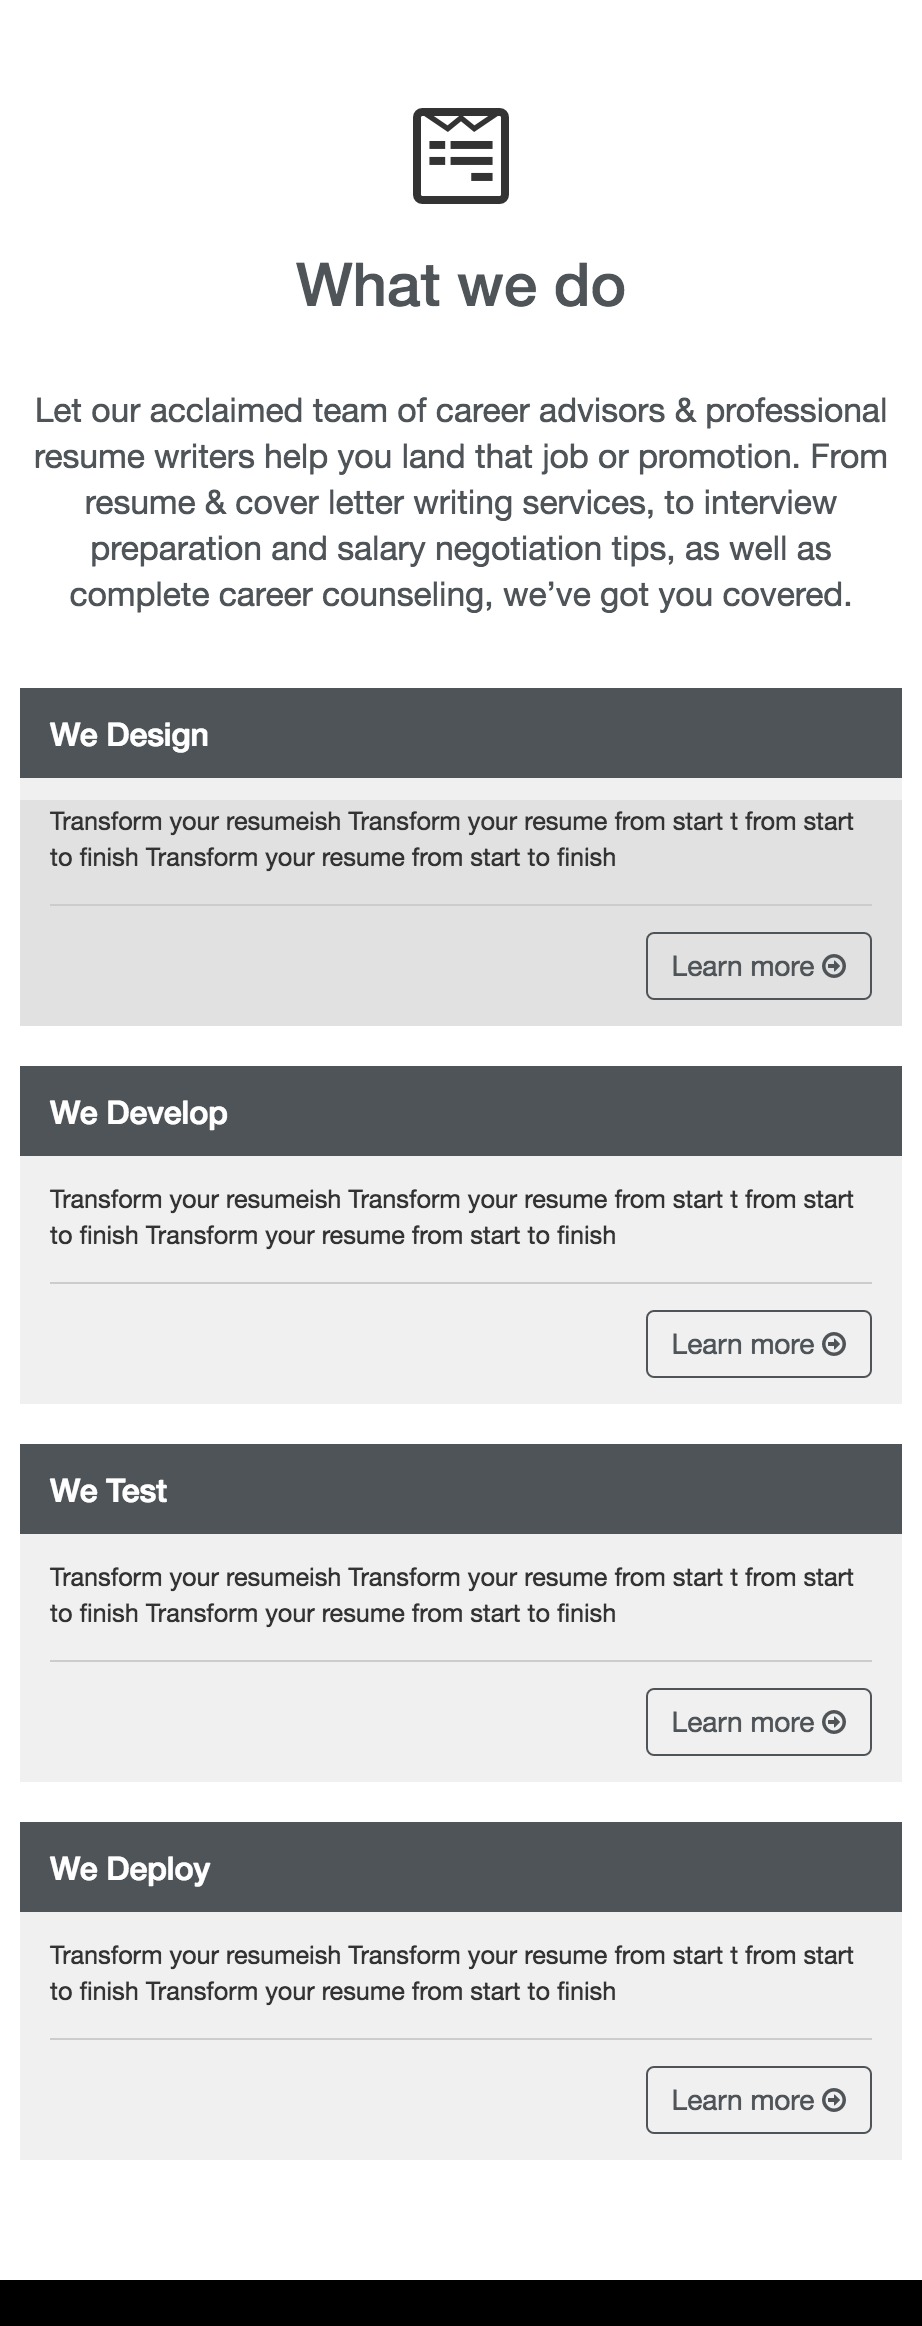 What we do
Let our acclaimed team of career advisors & professional
resume writers help you land that job or promotion. From
resume & cover letter writing services, to interview
preparation and salary negotiation tips, as well as
complete career counseling, we’ve got you covered.
We Design
Transform your resumeish Transform your resume from start t from start
to finish Transform your resume from start to finish
Learn more
We Develop
Transform your resumeish Transform your resume from start t from start
to finish Transform your resume from start to finish
Learn more
We Test
Transform your resumeish Transform your resume from start t from start
to finish Transform your resume from start to finish
Learn more
We Deploy
Transform your resumeish Transform your resume from start t from start
to finish Transform your resume from start to finish
Learn more